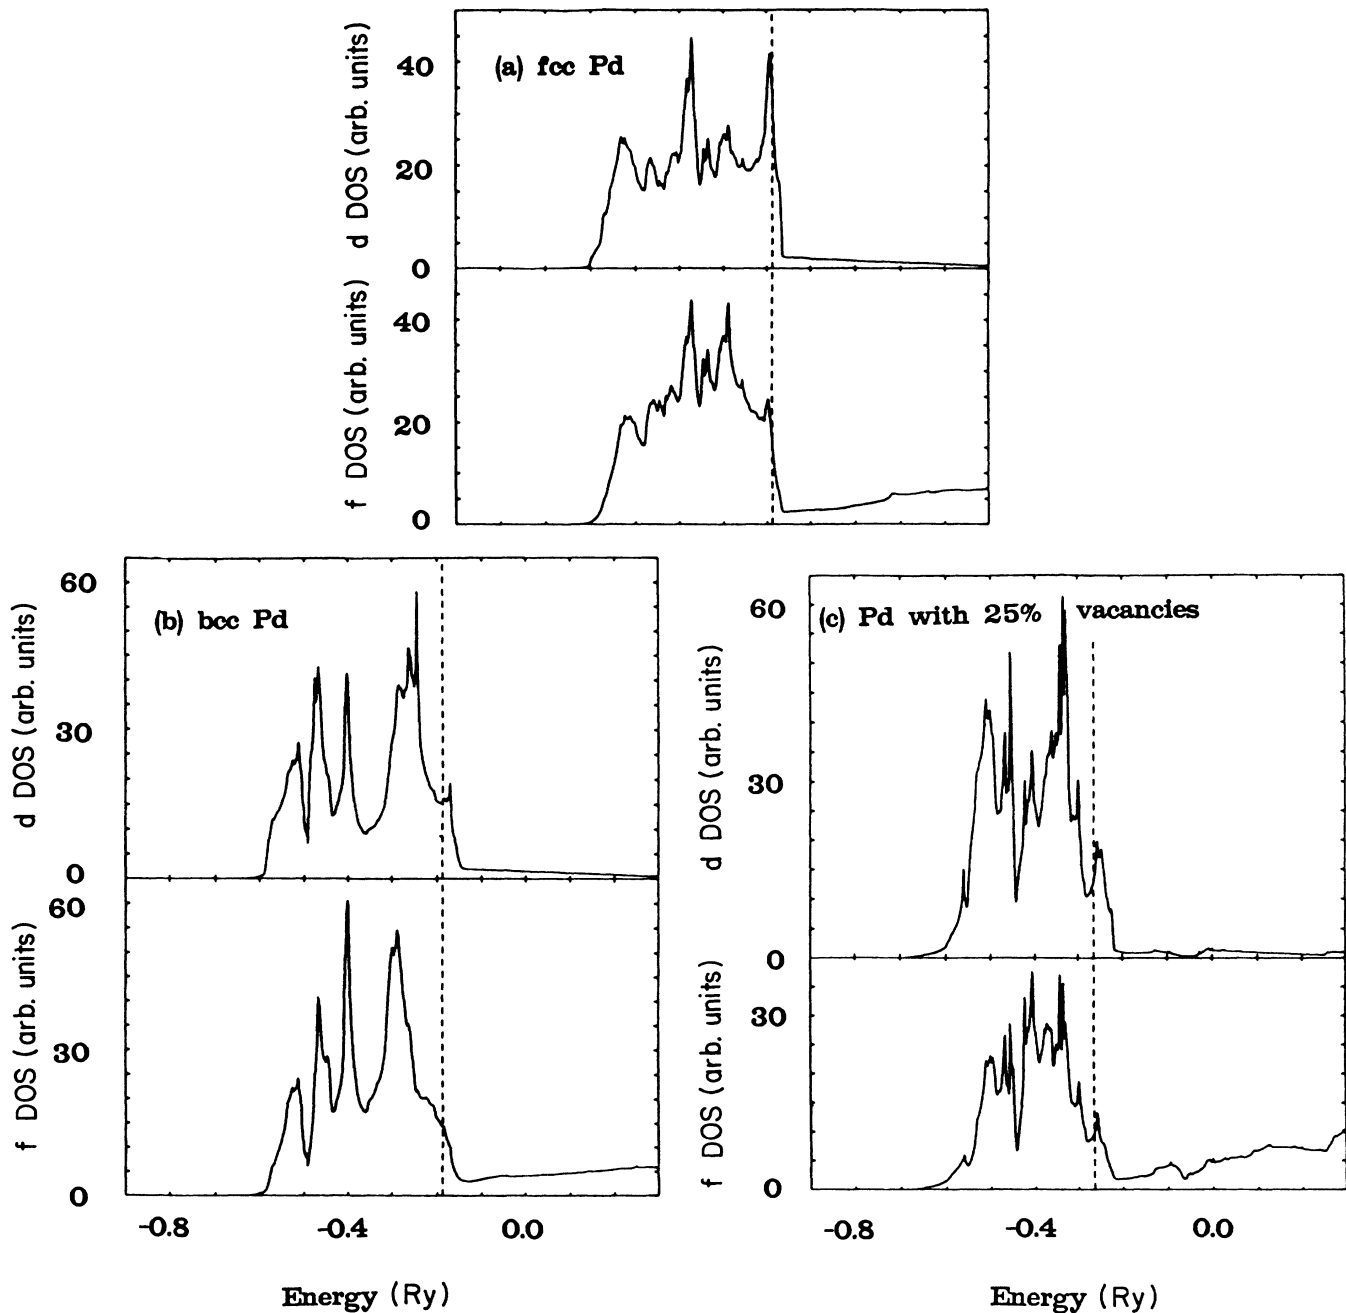 (a) fcc Pd
d DOS (arb. units)
40
20
0
f DOS (arb. units)
40
20
0
(b) bcc Pd
d DOS (arb. units)
60
30
0
f DOS (arb. units)
60
30
0
-0.8 -0.4 0.0
Energy (Ry)
(c) Pd with 25% vacancies
d DOS (arb. units)
60
30
0
f DOS (arb. units)
30
0
-0.8 -0.4 0.0
Energy (Ry)